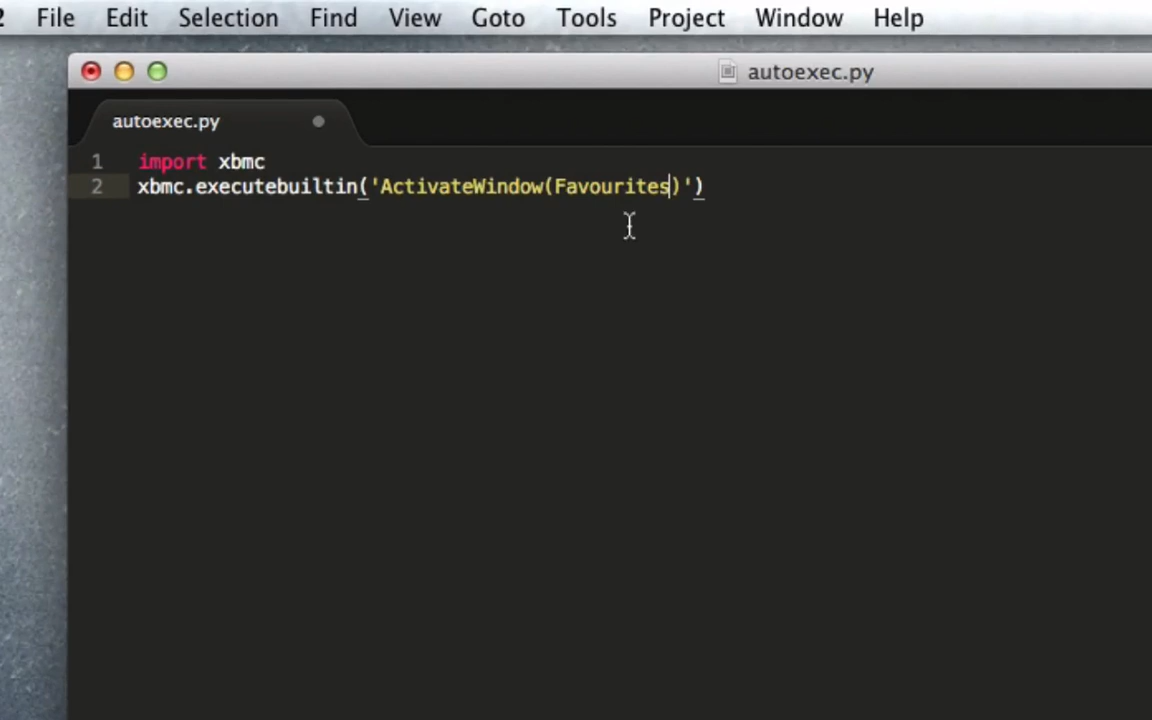 2 File Edit Selection Find View Goto Tools Project Window Help
autoexec.py
autoexec.py
1 import xbmc
2 xbmc.executebuiltin('ActivateWindow(Favourites)')